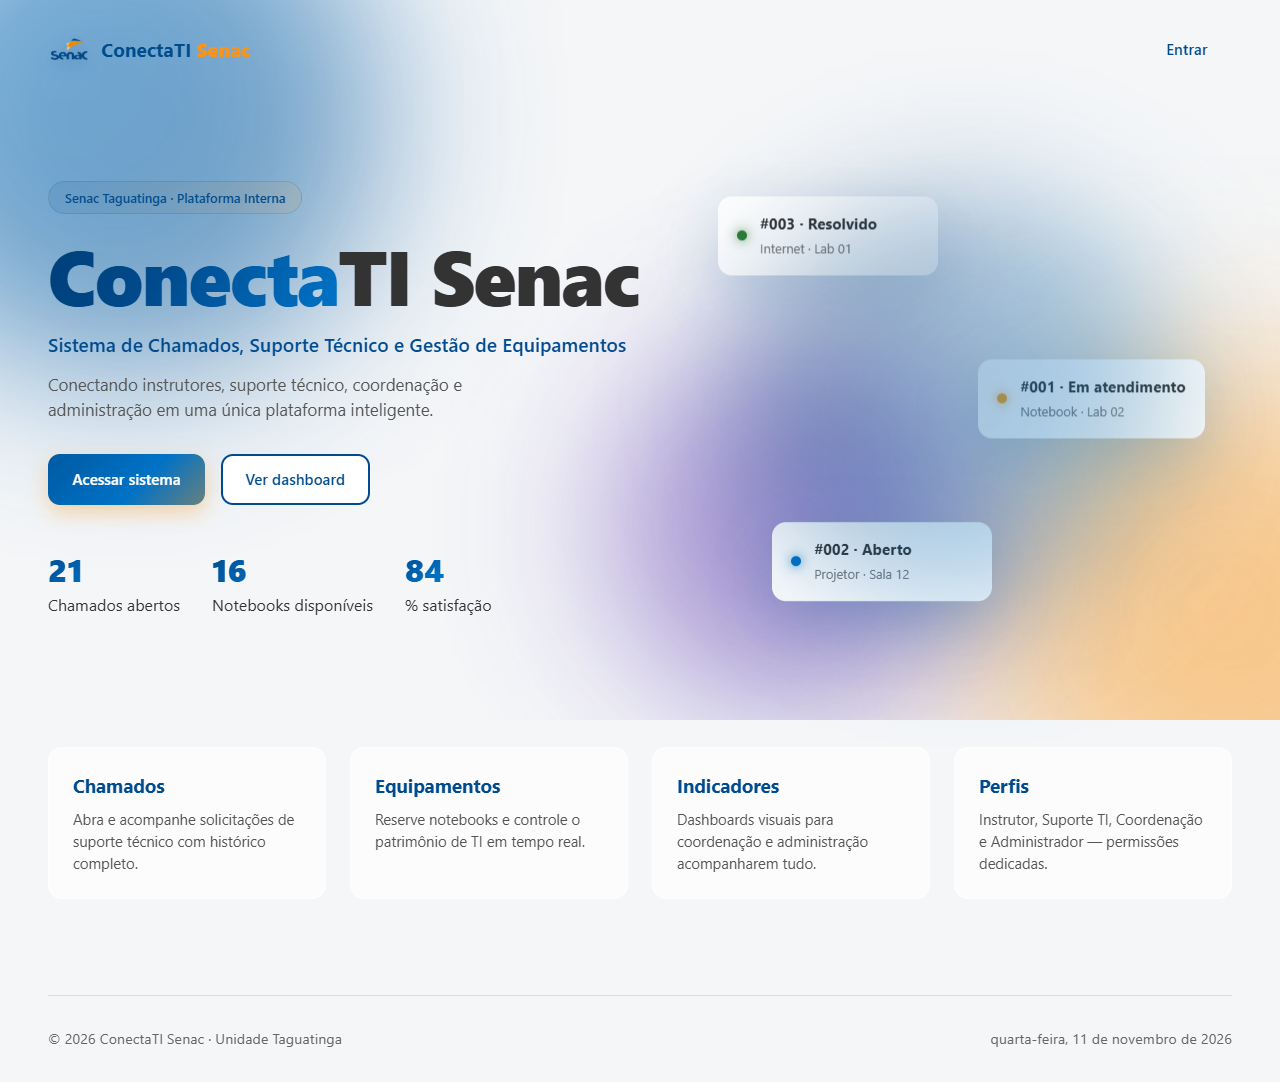 Senac
ConectaTI Senac
Entrar
Senac Taguatinga · Plataforma Interna
ConectaTI Senac
Sistema de Chamados, Suporte Técnico e Gestão de Equipamentos
Conectando instrutores, suporte técnico, coordenação e
administração em uma única plataforma inteligente.
Acessar sistema
Ver dashboard
21
Chamados abertos
16
Notebooks disponíveis
84
% satisfação
#003 · Resolvido
Internet · Lab 01
#001 · Em atendimento
Notebook · Lab 02
#002 · Aberto
Projetor · Sala 12
Chamados
Abra e acompanhe solicitações de
suporte técnico com histórico
completo.
Equipamentos
Reserve notebooks e controle o
patrimônio de TI em tempo real.
Indicadores
Dashboards visuais para
coordenação e administração
acompanharem tudo.
Perfis
Instrutor, Suporte TI, Coordenação
e Administrador — permissões
dedicadas.
© 2026 ConectaTI Senac · Unidade Taguatinga
quarta-feira, 11 de novembro de 2026